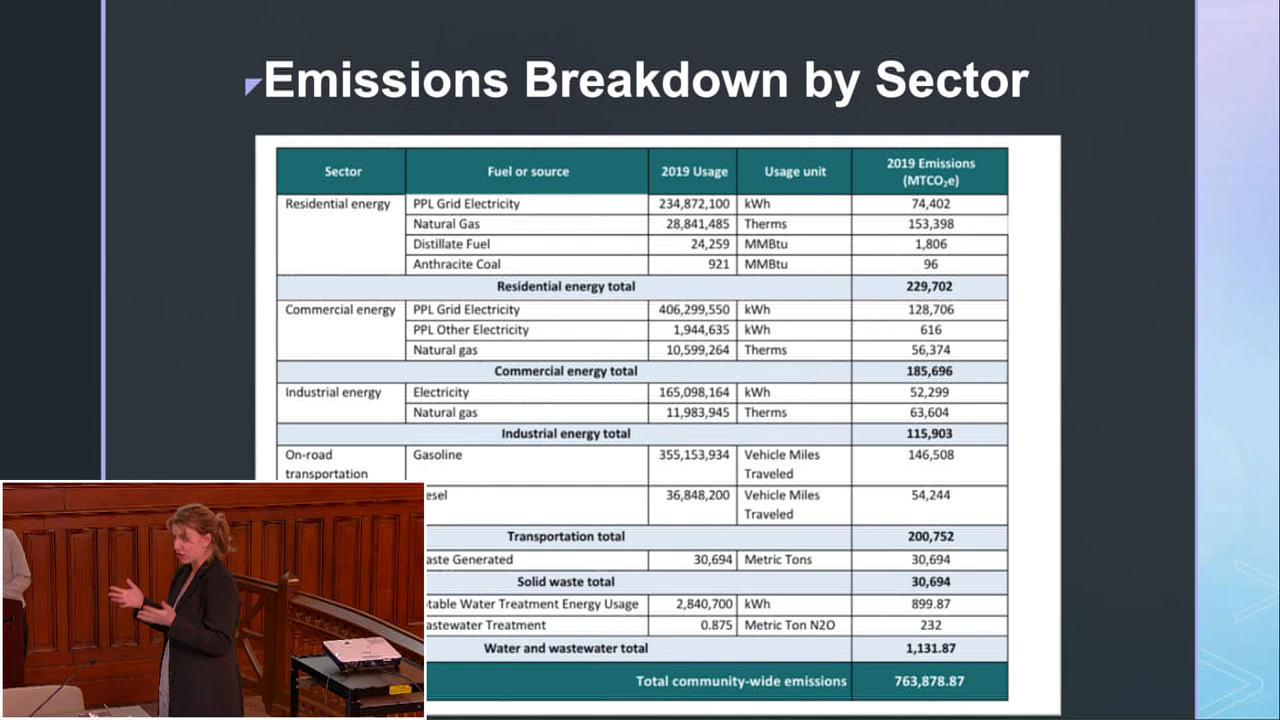 Emissions Breakdown by Sector
Sector Fuel or source 2019 Usage Usage unit 2019 Emissions (MTCO₂e)
Residential energy PPL Grid Electricity 234,872,100 kWh 74,402
Natural Gas 28,841,485 Therms 153,398
Distillate Fuel 24,259 MMBtu 1,806
Anthracite Coal 921 MMBtu 96
Residential energy total 229,702
Commercial energy PPL Grid Electricity 406,299,550 kWh 128,706
PPL Other Electricity 1,944,635 kWh 616
Natural gas 10,599,264 Therms 56,374
Commercial energy total 185,696
Industrial energy Electricity 165,098,164 kWh 52,299
Natural gas 11,983,945 Therms 63,604
Industrial energy total 115,903
On-road transportation Gasoline 355,153,934 Vehicle Miles Traveled 146,508
esel 36,848,200 Vehicle Miles Traveled 54,244
Transportation total 200,752
aste Generated 30,694 Metric Tons 30,694
Solid waste total 30,694
table Water Treatment Energy Usage 2,840,700 kWh 899.87
astewater Treatment 0.875 Metric Ton N2O 232
Water and wastewater total 1,131.87
Total community-wide emissions 763,878.87